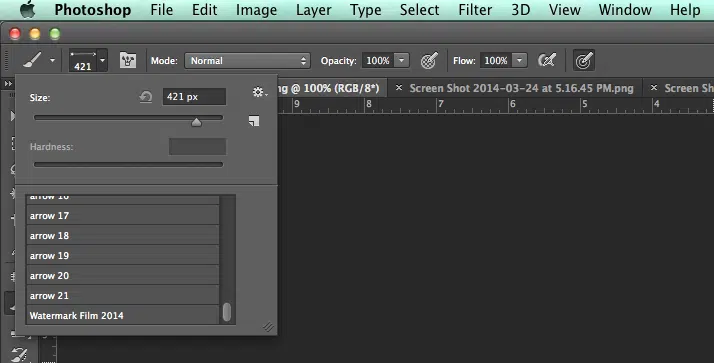 Photoshop File Edit Image Layer Type Select Filter 3D View Window Help
421 Mode: Normal Opacity: 100% Flow: 100%
ng @ 100% (RGB/8*) × Screen Shot 2014-03-24 at 5.16.45 PM.png × Screen Sh
9 8 7 6 5 4
Size: 421 px
Hardness:
arrow 16
arrow 17
arrow 18
arrow 19
arrow 20
arrow 21
Watermark Film 2014